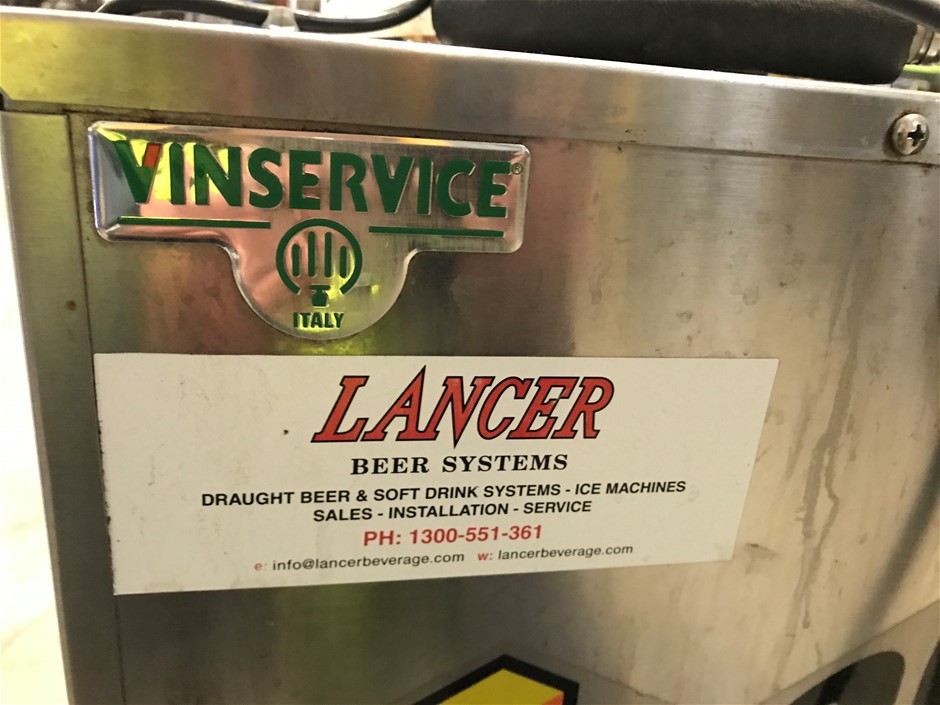 VINSERVICE®
ITALY
LANCER
BEER SYSTEMS
DRAUGHT BEER & SOFT DRINK SYSTEMS - ICE MACHINES
SALES - INSTALLATION - SERVICE
PH: 1300-551-361
e: info@lancerbeverage.com w: lancerbeverage.com